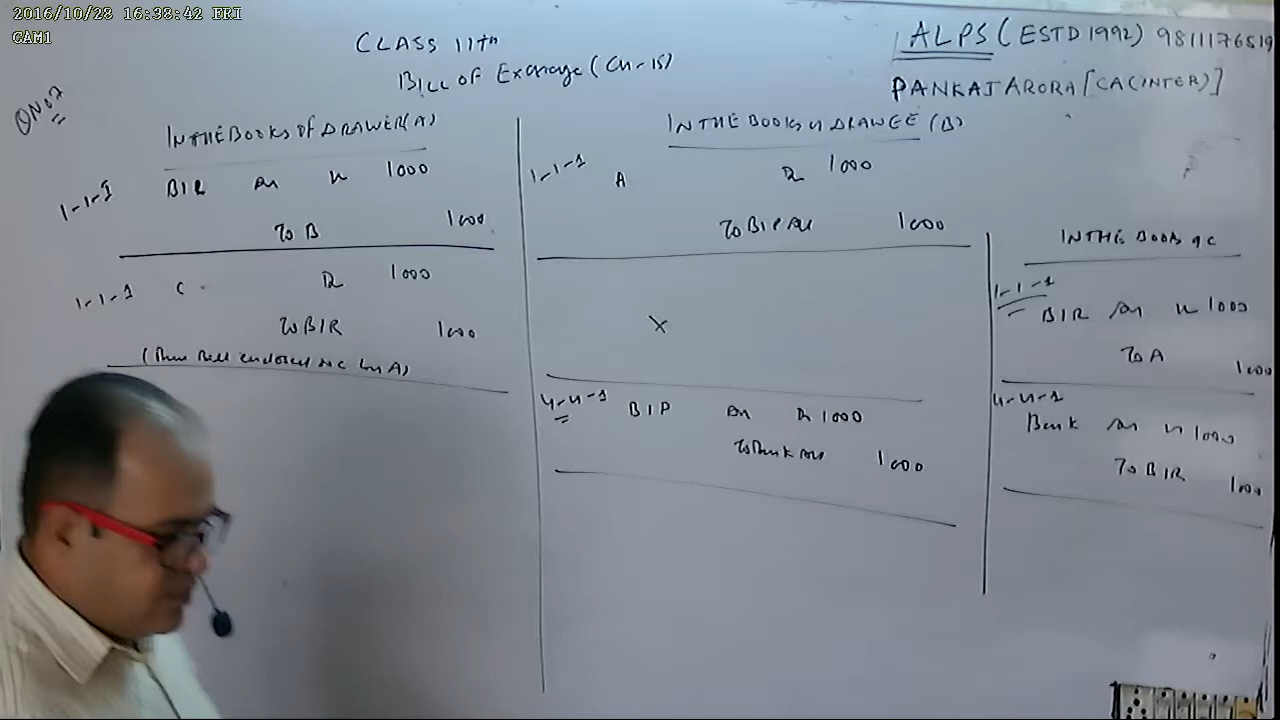 2016/10/28 16:38:42 FRI
CAM1
CLASS 11th
Bill of Exchange (Ch-15)
ALPS (ESTD 1992) 9811176519
PANKAJ ARORA [CA(INTER)]
QNo7
IN THE BOOKS OF DRAWER (A)
1-1-1 B/R 1000
To B 1000
1-1-1 C Dr 1000
To B/R 1000
(Being Bill endorsed to C by A)
IN THE BOOKS of DRAWEE (B)
1-1-1 A Dr 1000
To B/P A/c 1000
X
4-4-1 B/P A/c Dr 1000
To Bank A/c 1000
IN THE BOOKS of C
1-1-1
B/R A/c Dr 1000
To A 1000
4-4-1
Bank A/c Dr 1000
To B/R 1000